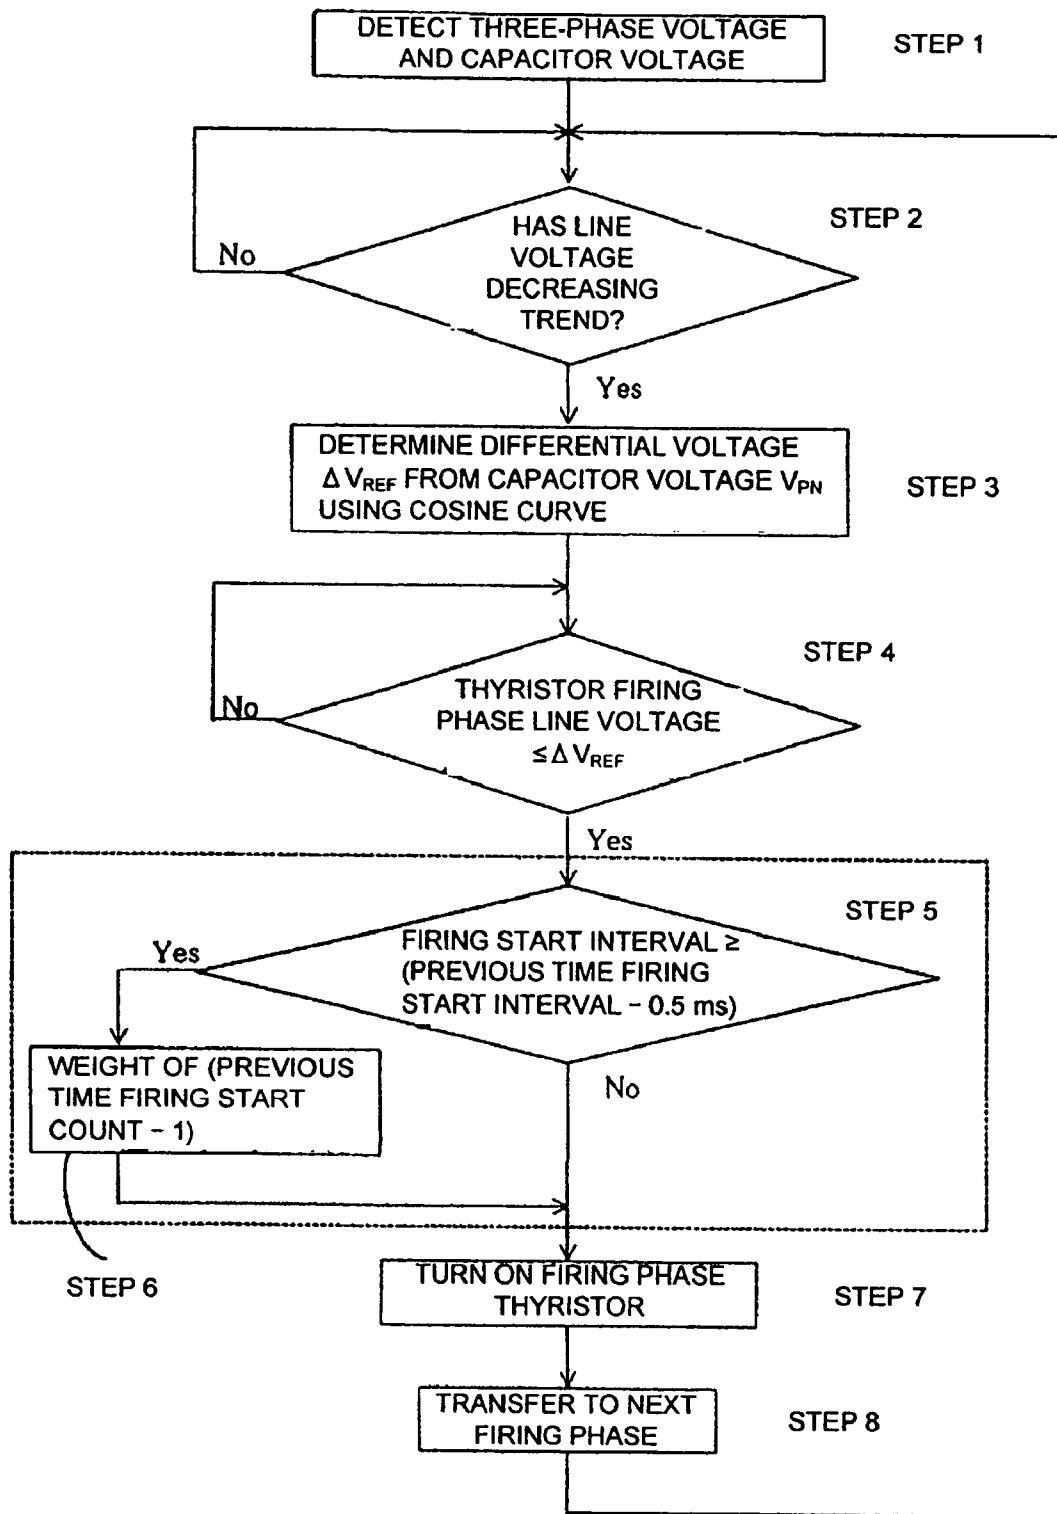 DETECT THREE-PHASE VOLTAGE
AND CAPACITOR VOLTAGE
STEP 1
HAS LINE
VOLTAGE
DECREASING
TREND?
STEP 2
No
Yes
DETERMINE DIFFERENTIAL VOLTAGE
ΔVREF FROM CAPACITOR VOLTAGE VPN
USING COSINE CURVE
STEP 3
THYRISTOR FIRING
PHASE LINE VOLTAGE
≤ΔVREF
STEP 4
No
Yes
FIRING START INTERVAL ≥
(PREVIOUS TIME FIRING
START INTERVAL − 0.5 ms)
STEP 5
Yes
No
WEIGHT OF (PREVIOUS
TIME FIRING START
COUNT − 1)
STEP 6
TURN ON FIRING PHASE
THYRISTOR
STEP 7
TRANSFER TO NEXT
FIRING PHASE
STEP 8